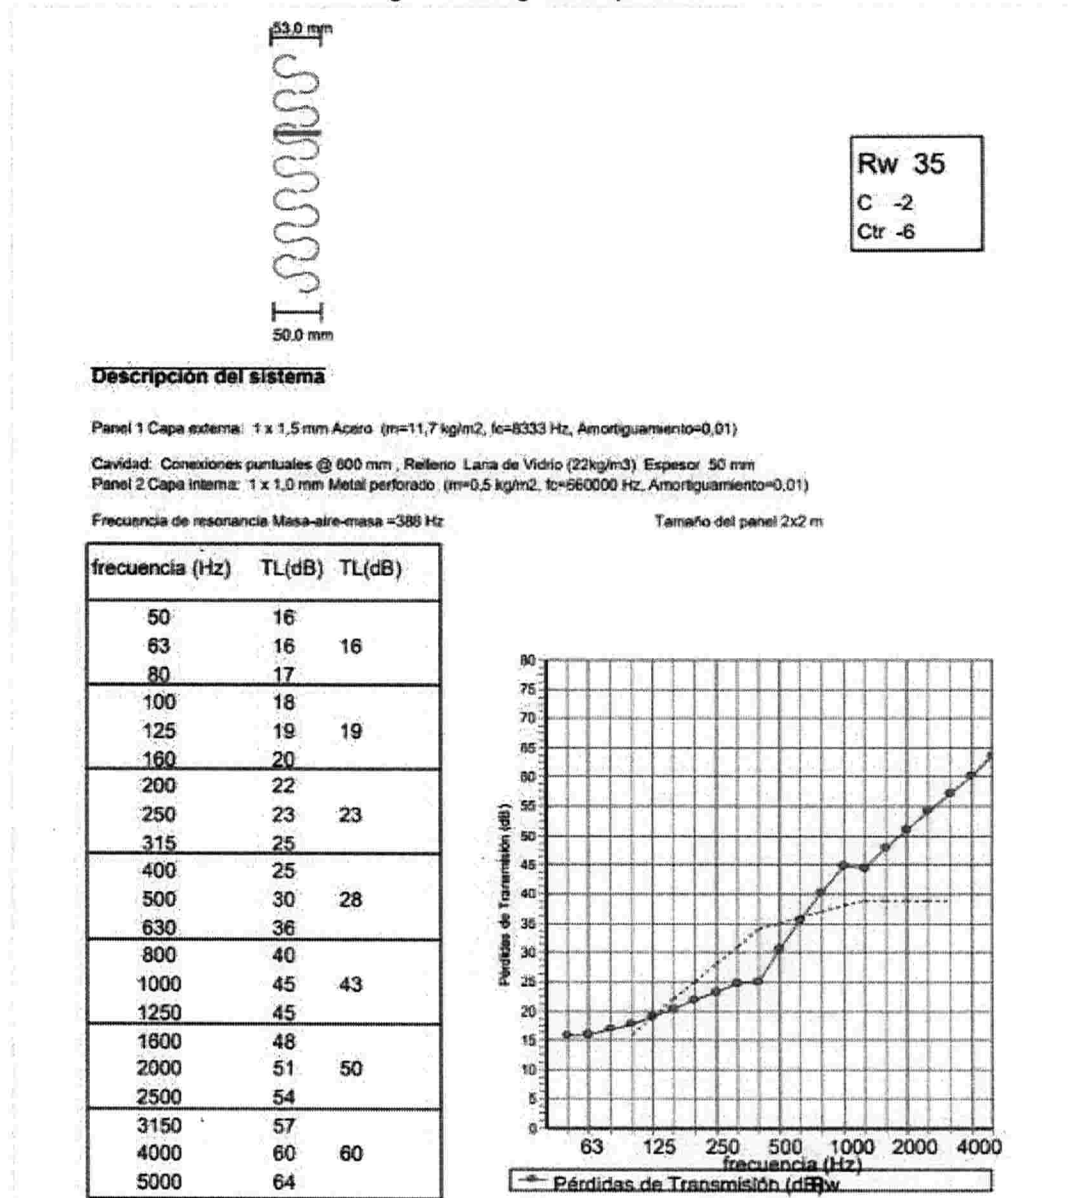 53.0 mm
Rw 35
C -2
Ctr -6
50.0 mm
Descripción del sistema
Panel 1 Capa externa: 1 x 1,5 mm Acero (m=11,7 kg/m2, fc=8333 Hz, Amortiguamiento=0,01)
Cavidad: Conexiones puntuales @ 600 mm , Relleno Lana de Vidrio (22kg/m3) Espesor 50 mm
Panel 2 Capa interna: 1 x 1,0 mm Metal perforado (m=0,5 kg/m2, fc=660000 Hz, Amortiguamiento=0,01)
Frecuencia de resonancia Masa-aire-masa =388 Hz Tamaño del panel 2x2 m
frecuencia (Hz) TL(dB) TL(dB)
50 16
63 16 16
80 17
100 18
125 19 19
160 20
200 22
250 23 23
315 25
400 25
500 30 28
630 36
800 40
1000 45 43
1250 45
1600 48
2000 51 50
2500 54
3150 57
4000 60 60
5000 64
80
75
70
65
60
55
50
45
40
35
30
25
20
15
10
5
0
Pérdidas de Transmisión (dB)
63 125 250 500 1000 2000 4000
frecuencia (Hz)
Pérdidas de Transmisión (dB) Rw